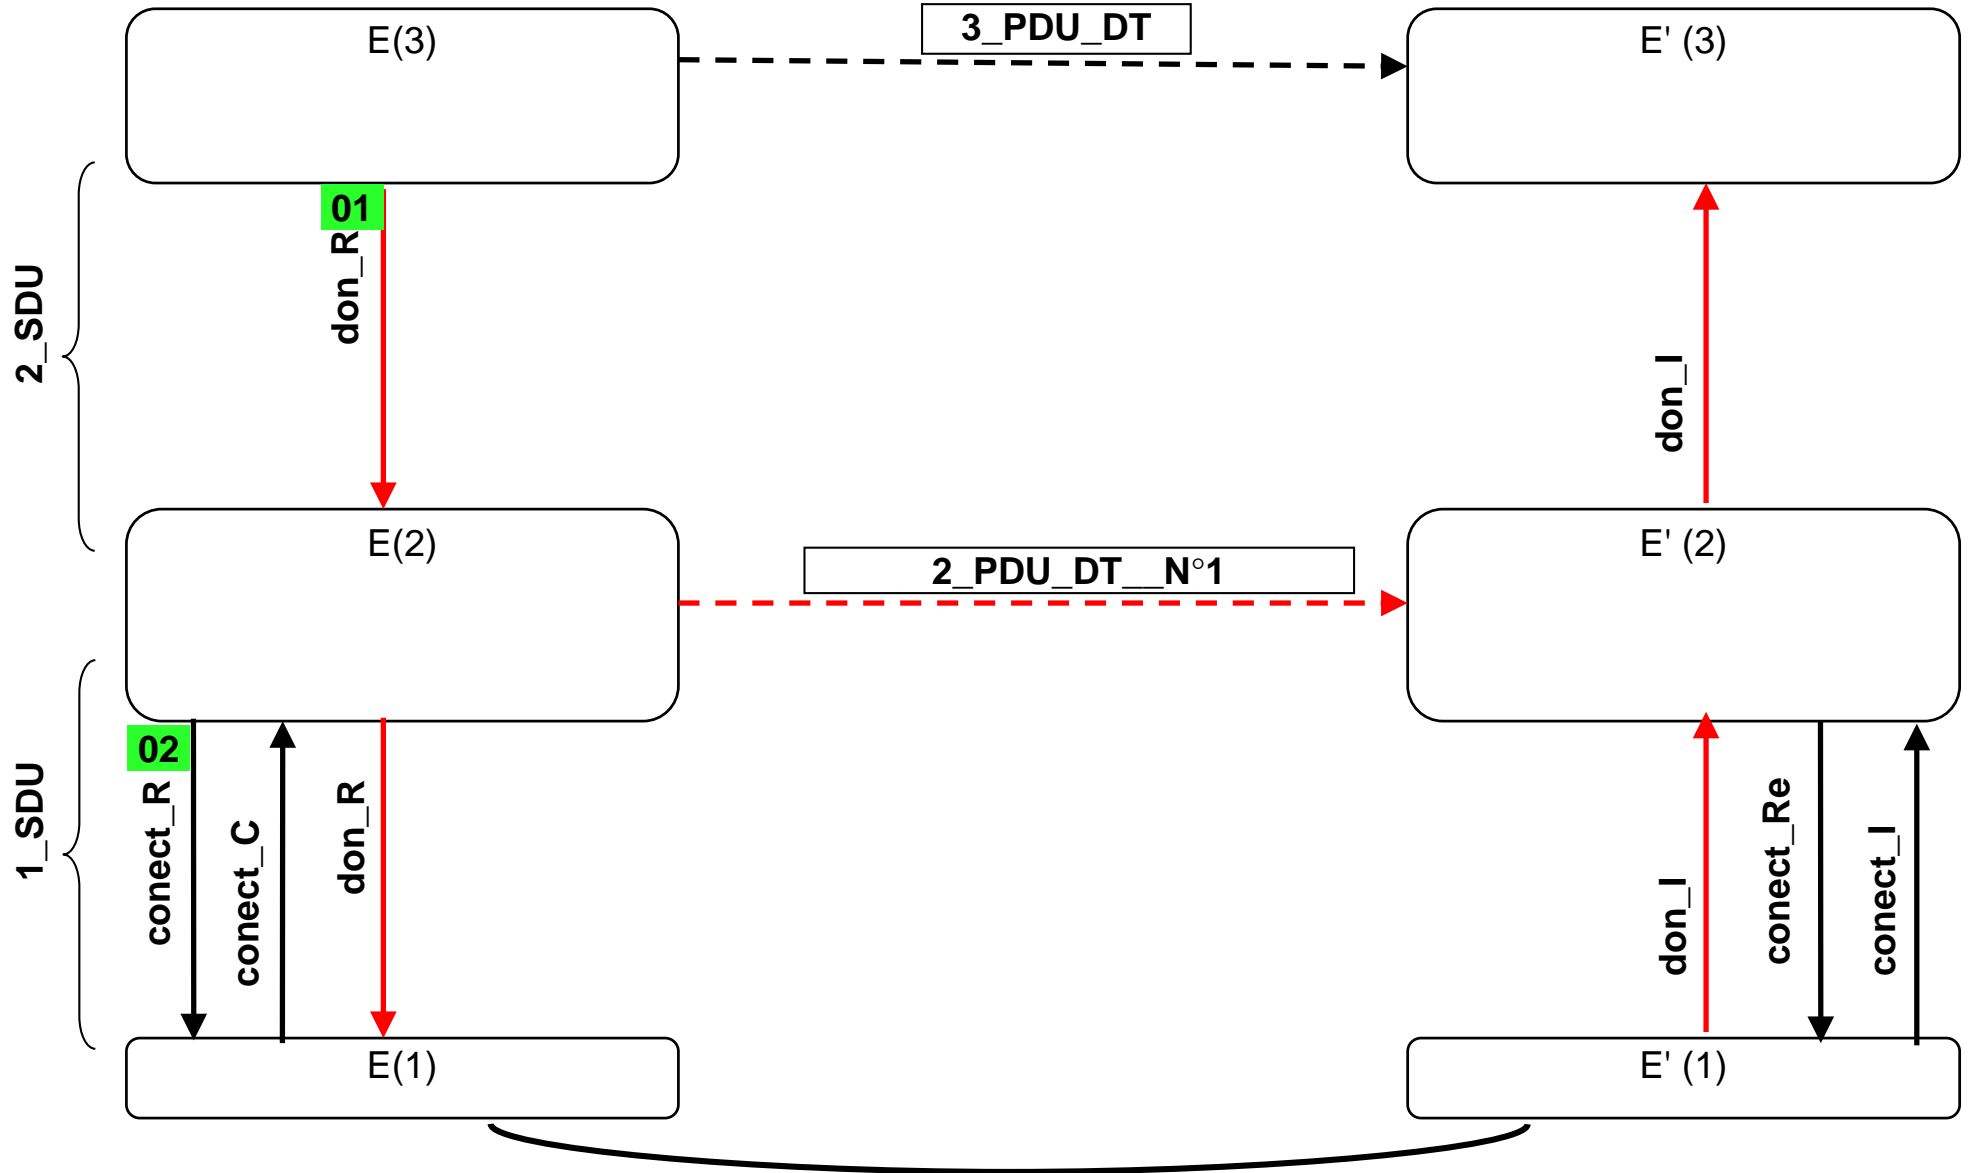 E(3)
3_PDU_DT
E' (3)
01
don_R
2_SDU
don_I
E(2)
2_PDU_DT__N°1
E' (2)
02
conect_R
conect_C
don_R
1_SDU
don_I
conect_Re
conect_I
E(1)
E' (1)